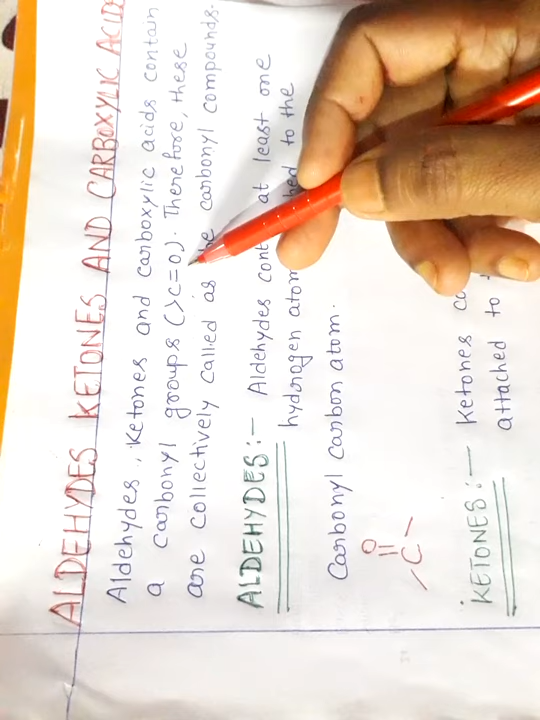 ALDEHYDES KETONES AND CARBOXYLIC ACIDS
Aldehydes, Ketones and carboxylic acids contain
a carbonyl groups (>C=O). Therefore, these
are collectively called as carbonyl compounds.
ALDEHYDES:- Aldehydes at least one
hydrogen atom to the
Carbonyl Carbon atom.
O
C
KETONES:- Ketones
attached to